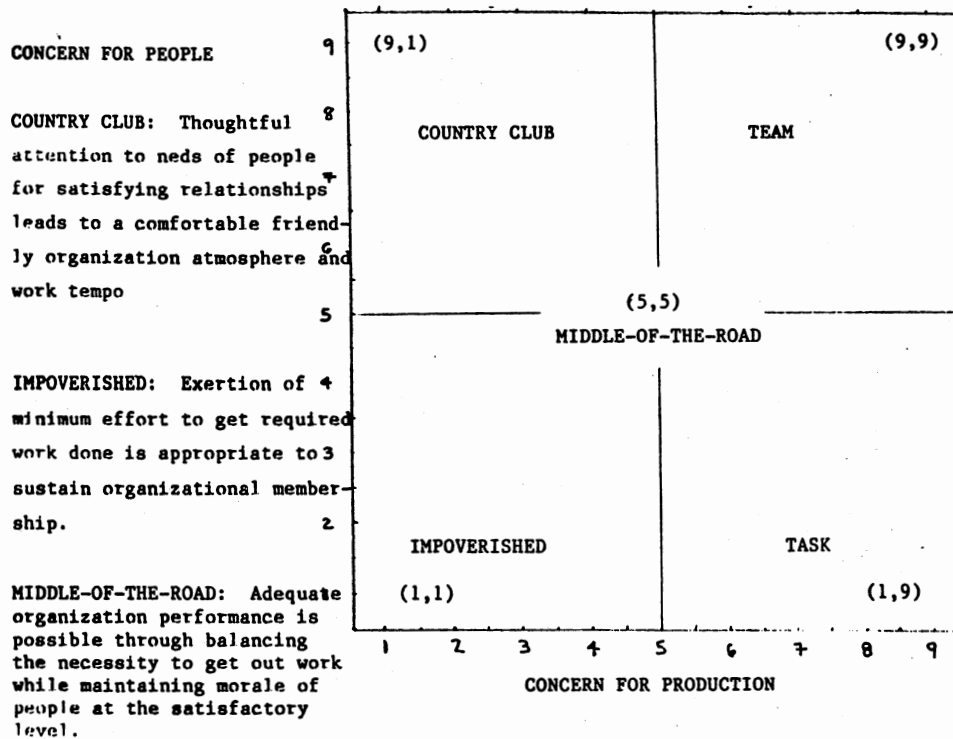 CONCERN FOR PEOPLE
COUNTRY CLUB: Thoughtful
attention to neds of people
for satisfying relationships
leads to a comfortable friend-
ly organization atmosphere and
work tempo
IMPOVERISHED: Exertion of
minimum effort to get required
work done is appropriate to
sustain organizational member-
ship.
MIDDLE-OF-THE-ROAD: Adequate
organization performance is
possible through balancing
the necessity to get out work
while maintaining morale of
people at the satisfactory
level.
9
8
7
6
5
4
3
2
(9,1) (9,9)
COUNTRY CLUB TEAM
(5,5)
MIDDLE-OF-THE-ROAD
IMPOVERISHED TASK
(1,1) (1,9)
1 2 3 4 5 6 7 8 9
CONCERN FOR PRODUCTION